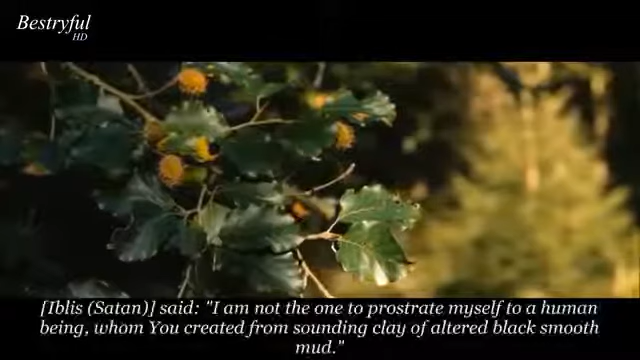 Bestryful
HD
[Iblis (Satan)] said: "I am not the one to prostrate myself to a human
being, whom You created from sounding clay of altered black smooth
mud."